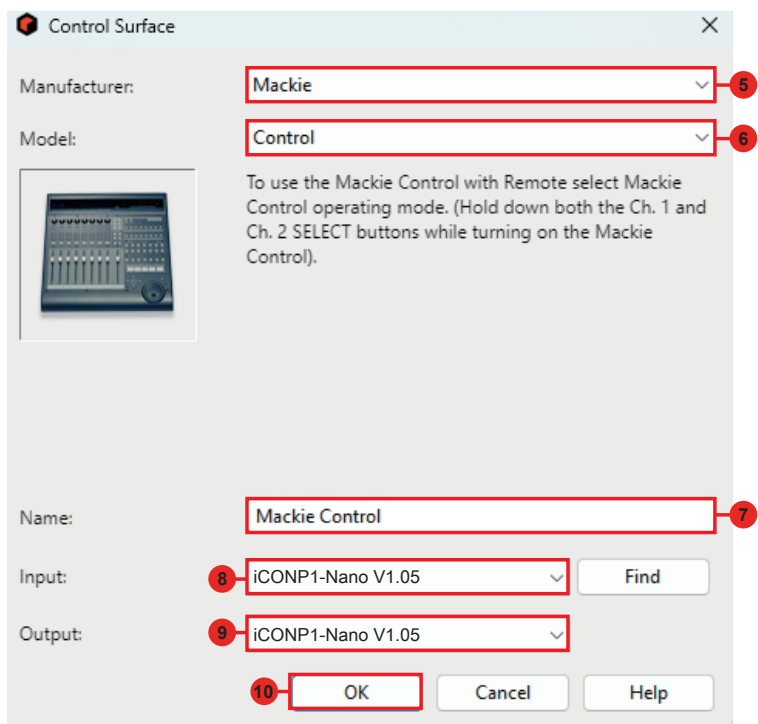 Control Surface
Manufacturer: Mackie 5
Model: Control 6
To use the Mackie Control with Remote select Mackie
Control operating mode. (Hold down both the Ch. 1 and
Ch. 2 SELECT buttons while turning on the Mackie
Control).
Name: Mackie Control 7
Input: 8 iCONP1-Nano V1.05 Find
Output: 9 iCONP1-Nano V1.05
10 OK Cancel Help